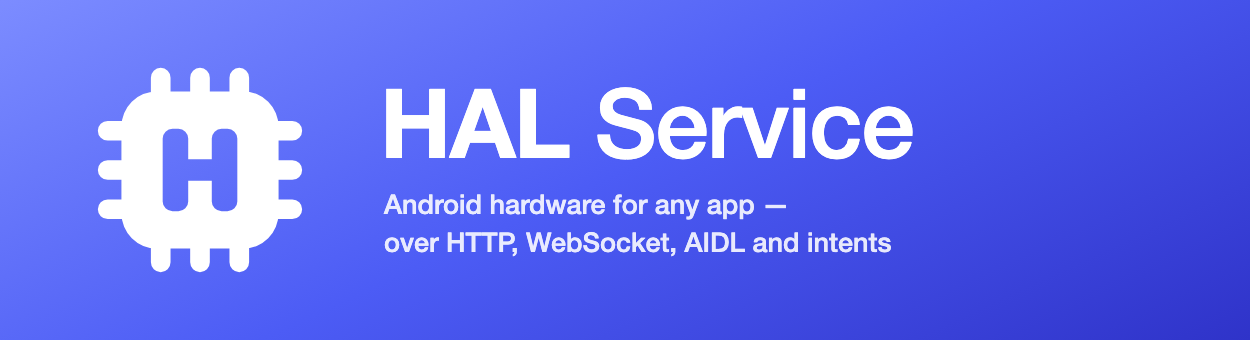 H
HAL Service
Android hardware for any app —
over HTTP, WebSocket, AIDL and intents